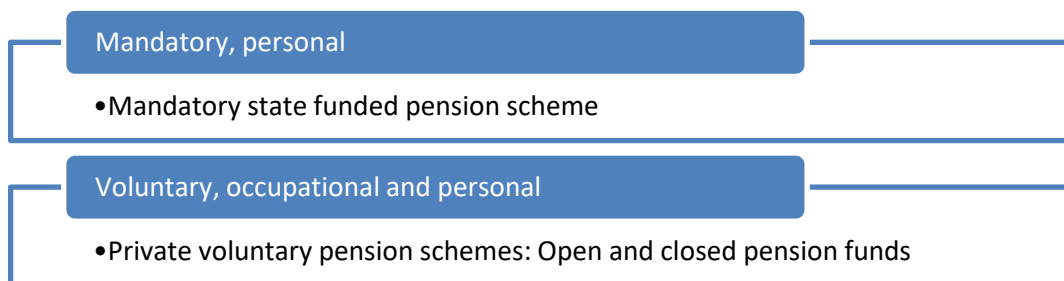 Mandatory, personal
•Mandatory state funded pension scheme
Voluntary, occupational and personal
•Private voluntary pension schemes: Open and closed pension funds